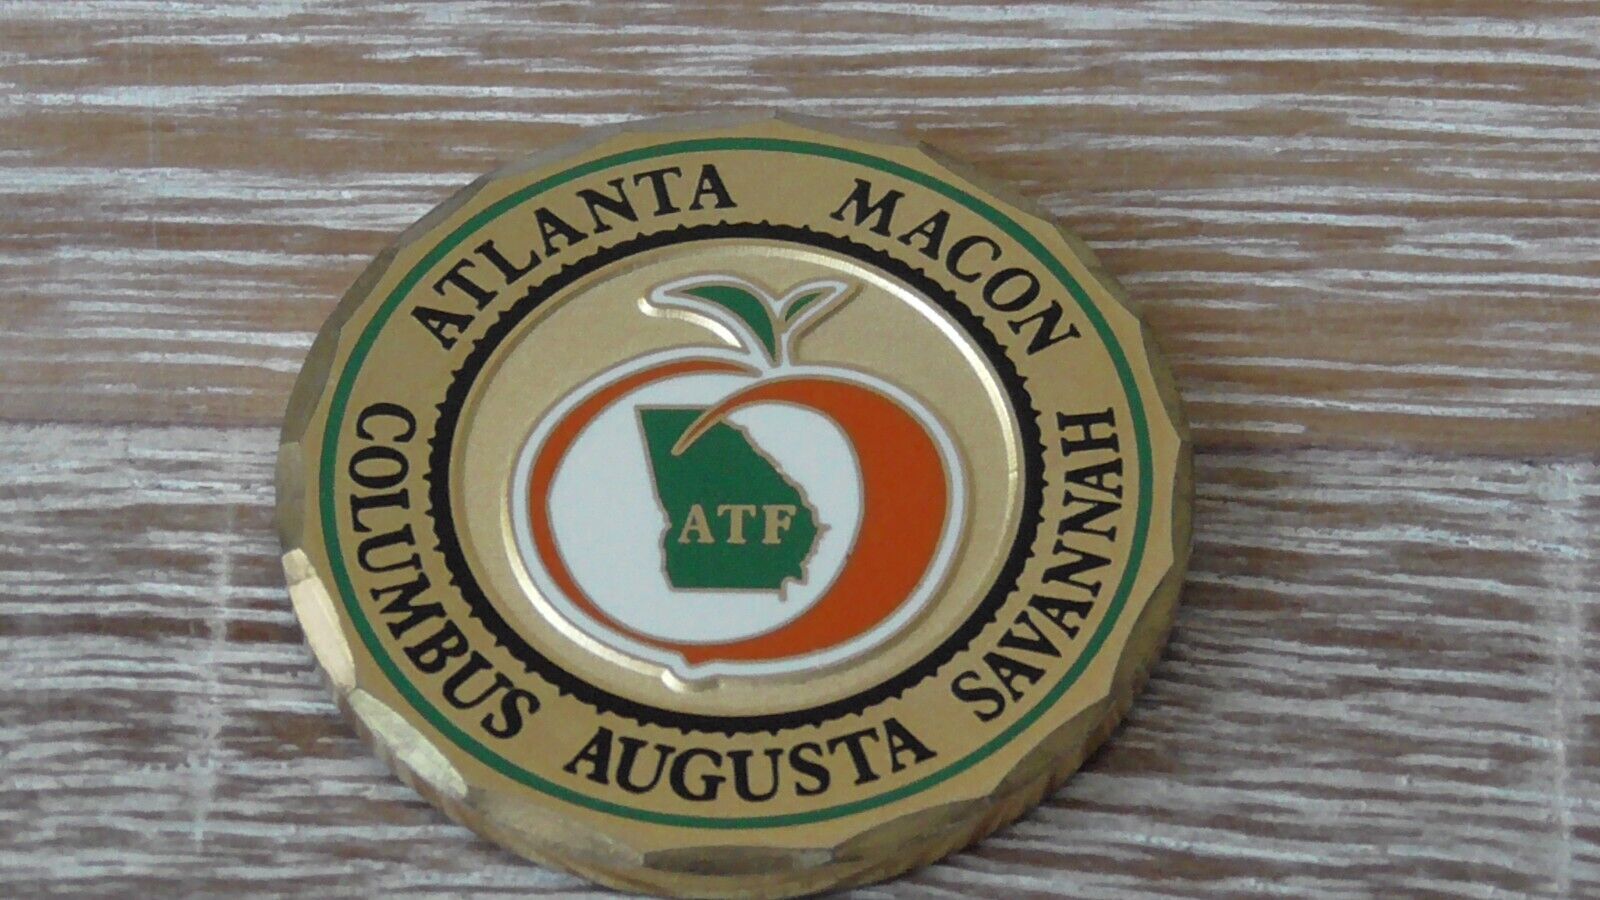 ATLANTA
MACON
SAVANNAH
AUGUSTA
COLUMBUS
ATF